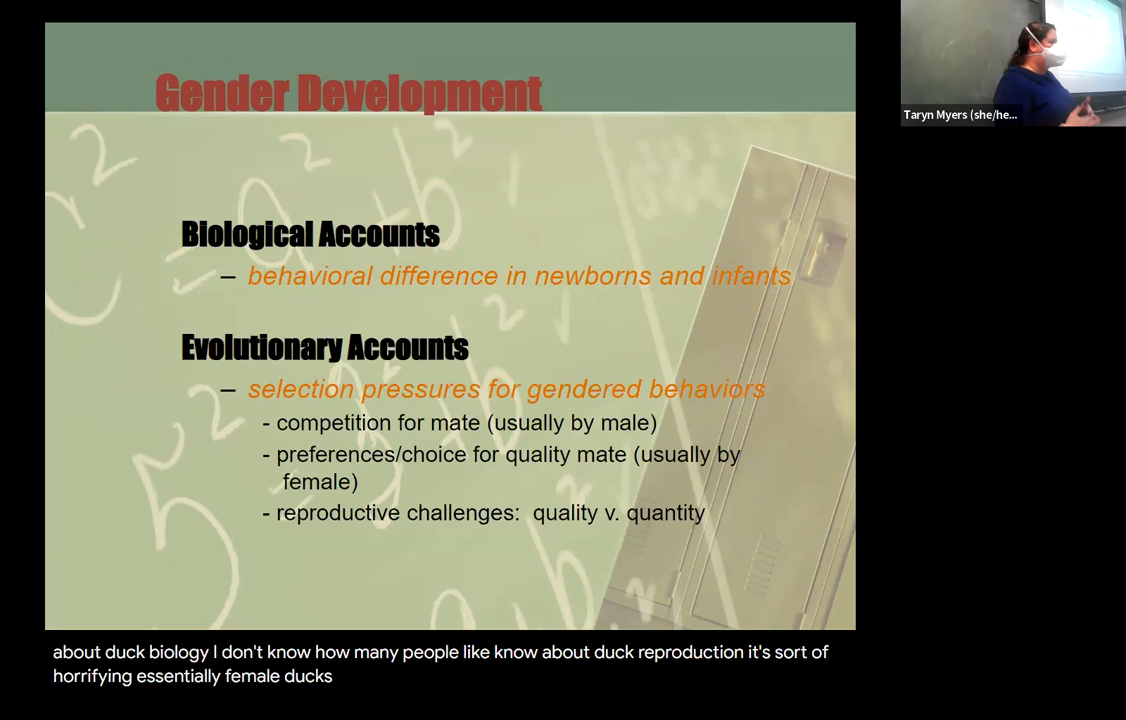 Gender Development
Biological Accounts
– behavioral difference in newborns and infants
Evolutionary Accounts
– selection pressures for gendered behaviors
- competition for mate (usually by male)
- preferences/choice for quality mate (usually by
female)
- reproductive challenges: quality v. quantity
Taryn Myers (she/he...
about duck biology I don't know how many people like know about duck reproduction it's sort of
horrifying essentially female ducks